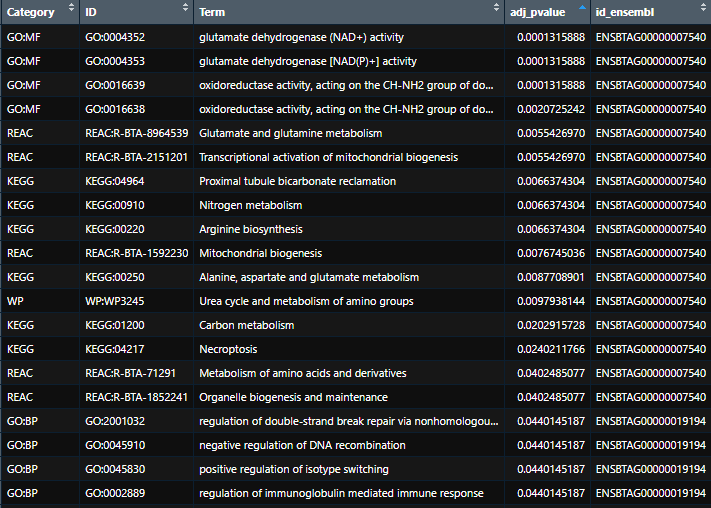 Category ID Term adj_pvalue id_ensembl
GO:MF GO:0004352 glutamate dehydrogenase (NAD+) activity 0.0001315888 ENSBTAG00000007540
GO:MF GO:0004353 glutamate dehydrogenase [NAD(P)+] activity 0.0001315888 ENSBTAG00000007540
GO:MF GO:0016639 oxidoreductase activity, acting on the CH-NH2 group of do... 0.0001315888 ENSBTAG00000007540
GO:MF GO:0016638 oxidoreductase activity, acting on the CH-NH2 group of do... 0.0020725242 ENSBTAG00000007540
REAC REAC:R-BTA-8964539 Glutamate and glutamine metabolism 0.0055426970 ENSBTAG00000007540
REAC REAC:R-BTA-2151201 Transcriptional activation of mitochondrial biogenesis 0.0055426970 ENSBTAG00000007540
KEGG KEGG:04964 Proximal tubule bicarbonate reclamation 0.0066374304 ENSBTAG00000007540
KEGG KEGG:00910 Nitrogen metabolism 0.0066374304 ENSBTAG00000007540
KEGG KEGG:00220 Arginine biosynthesis 0.0066374304 ENSBTAG00000007540
REAC REAC:R-BTA-1592230 Mitochondrial biogenesis 0.0076745036 ENSBTAG00000007540
KEGG KEGG:00250 Alanine, aspartate and glutamate metabolism 0.0087708901 ENSBTAG00000007540
WP WP:WP3245 Urea cycle and metabolism of amino groups 0.0097938144 ENSBTAG00000007540
KEGG KEGG:01200 Carbon metabolism 0.0202915728 ENSBTAG00000007540
KEGG KEGG:04217 Necroptosis 0.0240211766 ENSBTAG00000007540
REAC REAC:R-BTA-71291 Metabolism of amino acids and derivatives 0.0402485077 ENSBTAG00000007540
REAC REAC:R-BTA-1852241 Organelle biogenesis and maintenance 0.0402485077 ENSBTAG00000007540
GO:BP GO:2001032 regulation of double-strand break repair via nonhomologou... 0.0440145187 ENSBTAG00000019194
GO:BP GO:0045910 negative regulation of DNA recombination 0.0440145187 ENSBTAG00000019194
GO:BP GO:0045830 positive regulation of isotype switching 0.0440145187 ENSBTAG00000019194
GO:BP GO:0002889 regulation of immunoglobulin mediated immune response 0.0440145187 ENSBTAG00000019194